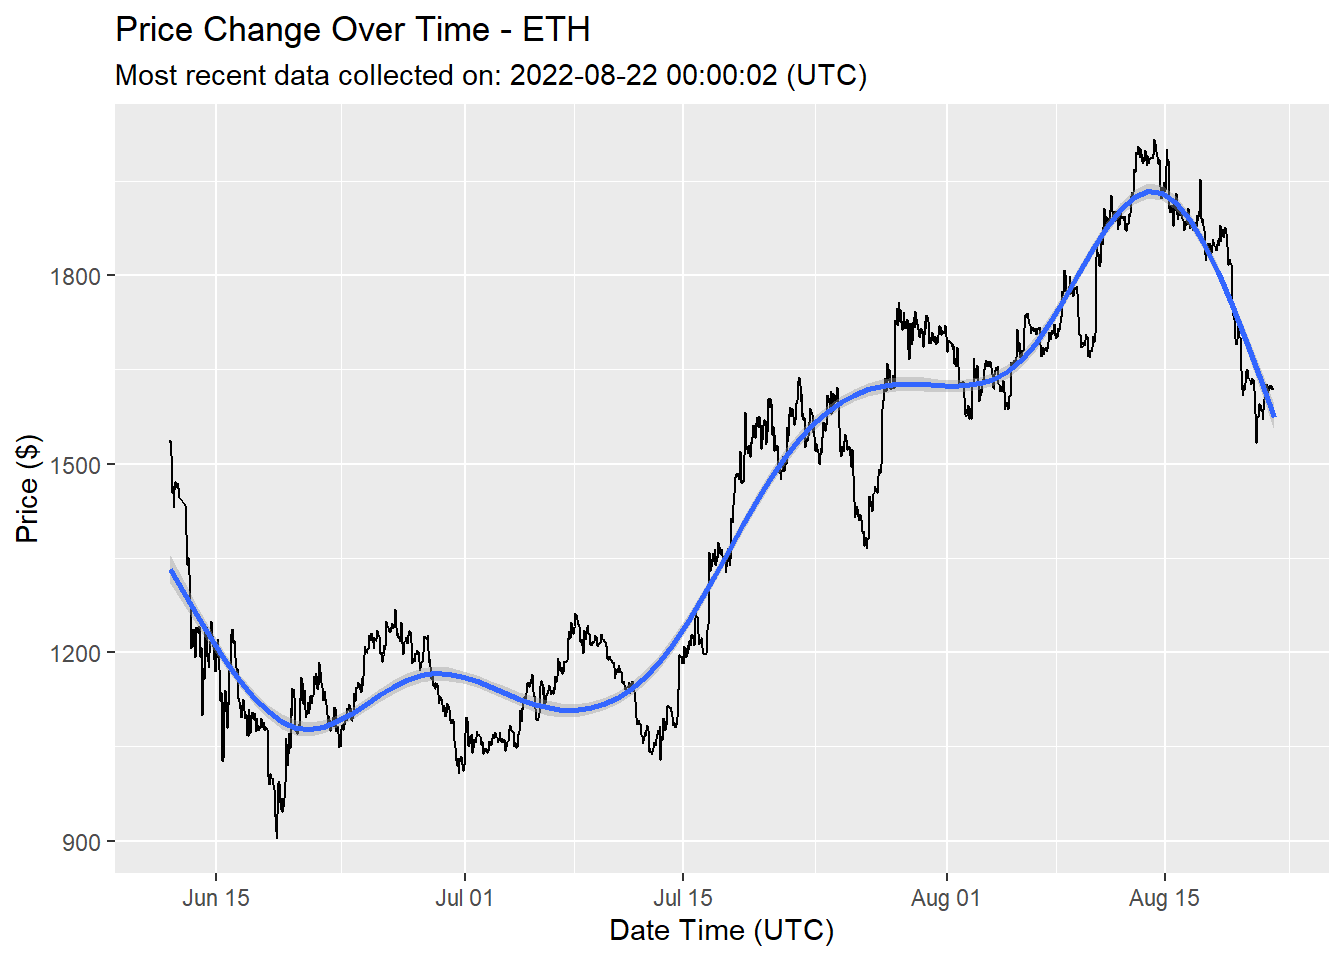 Price Change Over Time - ETH
Most recent data collected on: 2022-08-22 00:00:02 (UTC)
Price ($)
1800
1500
1200
900
Jun 15
Jul 01
Jul 15
Aug 01
Aug 15
Date Time (UTC)